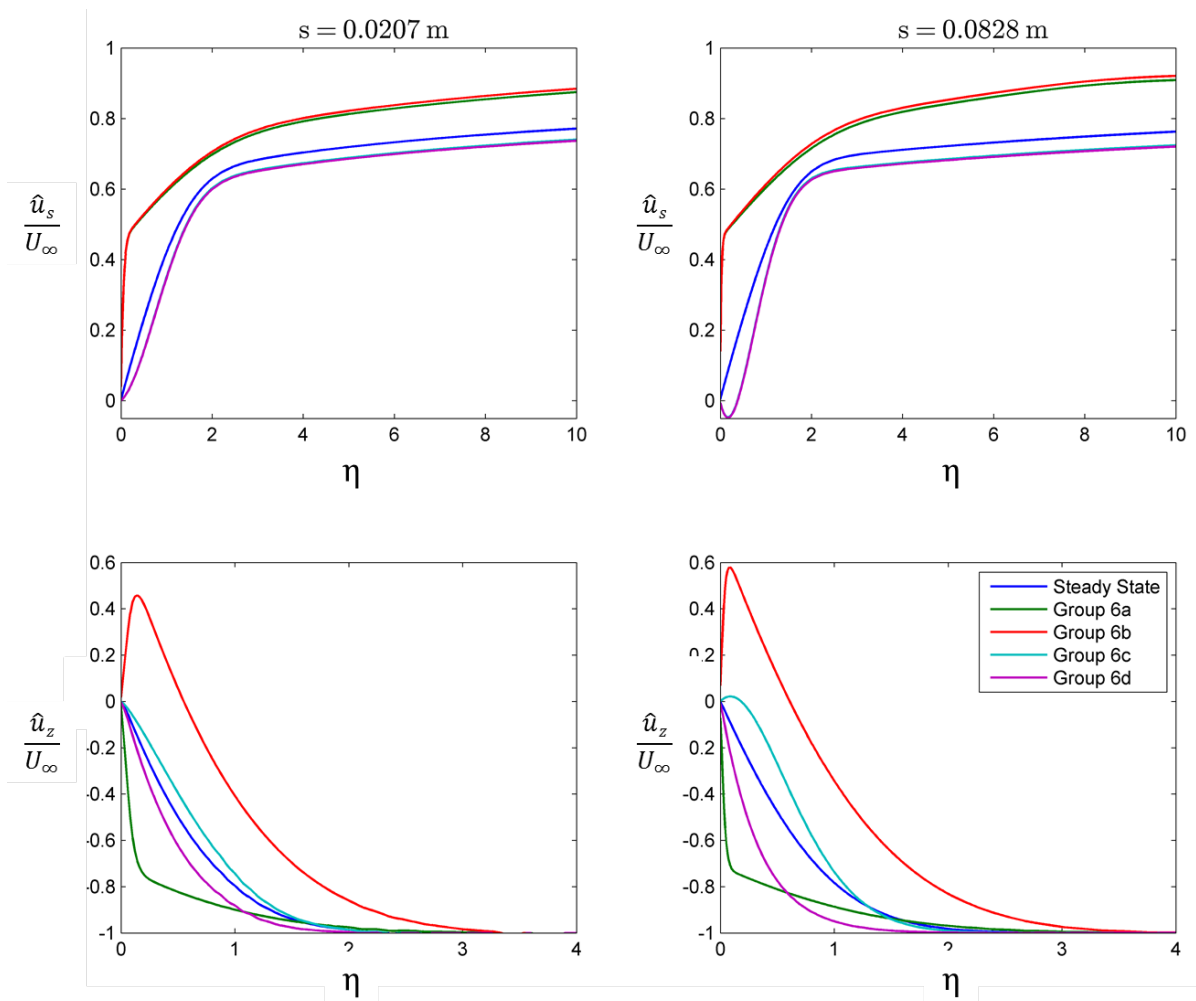 s = 0.0207 m
s = 0.0828 m
1
0.8
0.6
0.4
0.2
0
û_s
U_∞
0 2 4 6 8 10
η
1
0.8
0.6
0.4
0.2
0
û_s
U_∞
0 2 4 6 8 10
η
0.6
0.4
0.2
0
0.2
-0.4
-0.6
-0.8
-1
û_z
U_∞
0 1 2 3 4
η
0.6
0.4
0.2
0
0.2
-0.4
-0.6
-0.8
-1
û_z
U_∞
0 1 2 3 4
η
Steady State
Group 6a
Group 6b
Group 6c
Group 6d